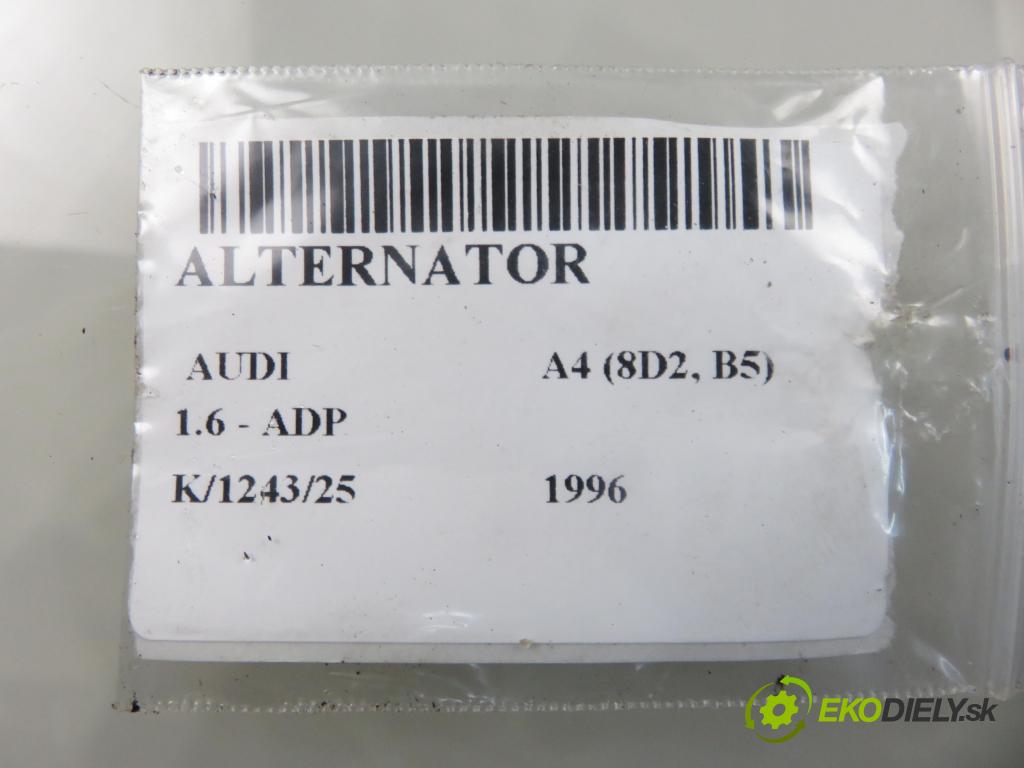 ALTERNATOR
AUDI A4 (8D2, B5)
1.6 - ADP
K/1243/25 1996
EKODIELY.sk